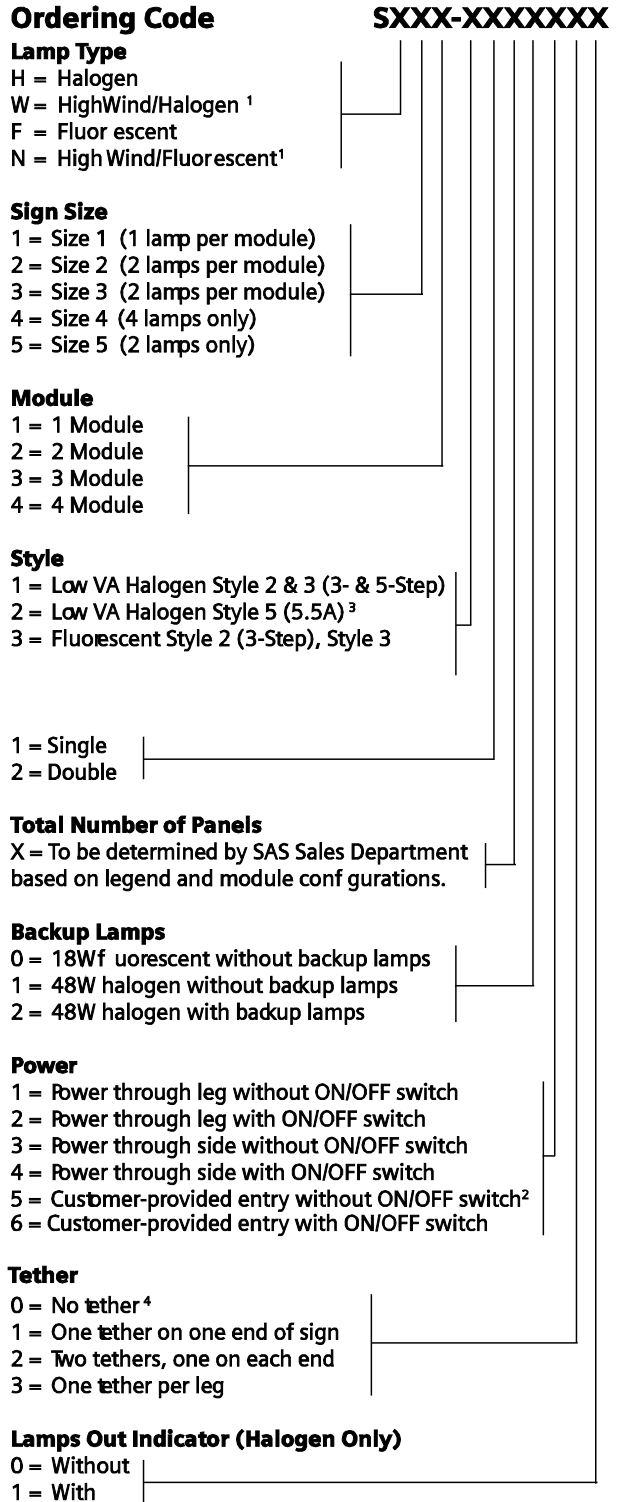 Ordering Code SXXX-XXXXXXX
Lamp Type
H = Halogen
W = HighWind/Halogen ¹
F = Fluor escent
N = High Wind/Fluorescent¹
Sign Size
1 = Size 1 (1 lamp per module)
2 = Size 2 (2 lamps per module)
3 = Size 3 (2 lamps per module)
4 = Size 4 (4 lamps only)
5 = Size 5 (2 lamps only)
Module
1 = 1 Module
2 = 2 Module
3 = 3 Module
4 = 4 Module
Style
1 = Low VA Halogen Style 2 & 3 (3- & 5-Step)
2 = Low VA Halogen Style 5 (5.5A) ³
3 = Fluorescent Style 2 (3-Step), Style 3
1 = Single
2 = Double
Total Number of Panels
X = To be determined by SAS Sales Department
based on legend and module conf gurations.
Backup Lamps
0 = 18Wf uorescent without backup lamps
1 = 48W halogen without backup lamps
2 = 48W halogen with backup lamps
Power
1 = Power through leg without ON/OFF switch
2 = Power through leg with ON/OFF switch
3 = Power through side without ON/OFF switch
4 = Power through side with ON/OFF switch
5 = Customer-provided entry without ON/OFF switch²
6 = Customer-provided entry with ON/OFF switch
Tether
0 = No tether ⁴
1 = One tether on one end of sign
2 = Two tethers, one on each end
3 = One tether per leg
Lamps Out Indicator (Halogen Only)
0 = Without
1 = With